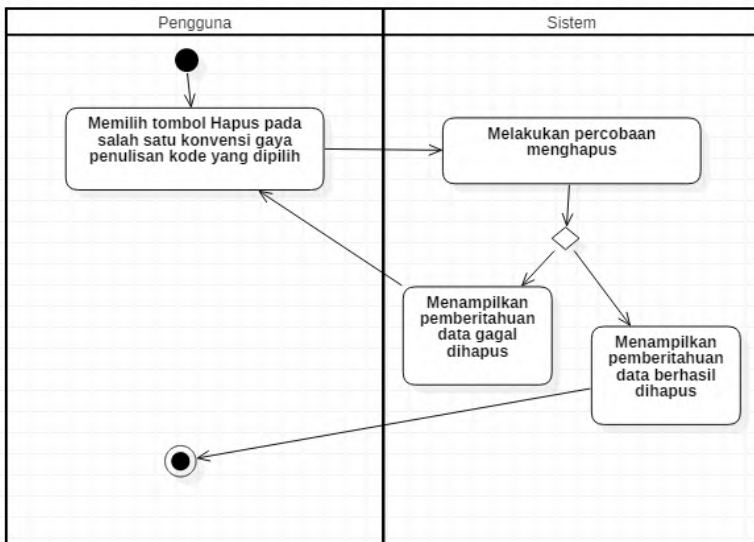 Pengguna
Sistem
Memilih tombol Hapus pada
salah satu konvensi gaya
penulisan kode yang dipilih
Melakukan percobaan
menghapus
Menampilkan
pemberitahuan
data gagal
dihapus
Menampilkan
pemberitahuan
data berhasil
dihapus